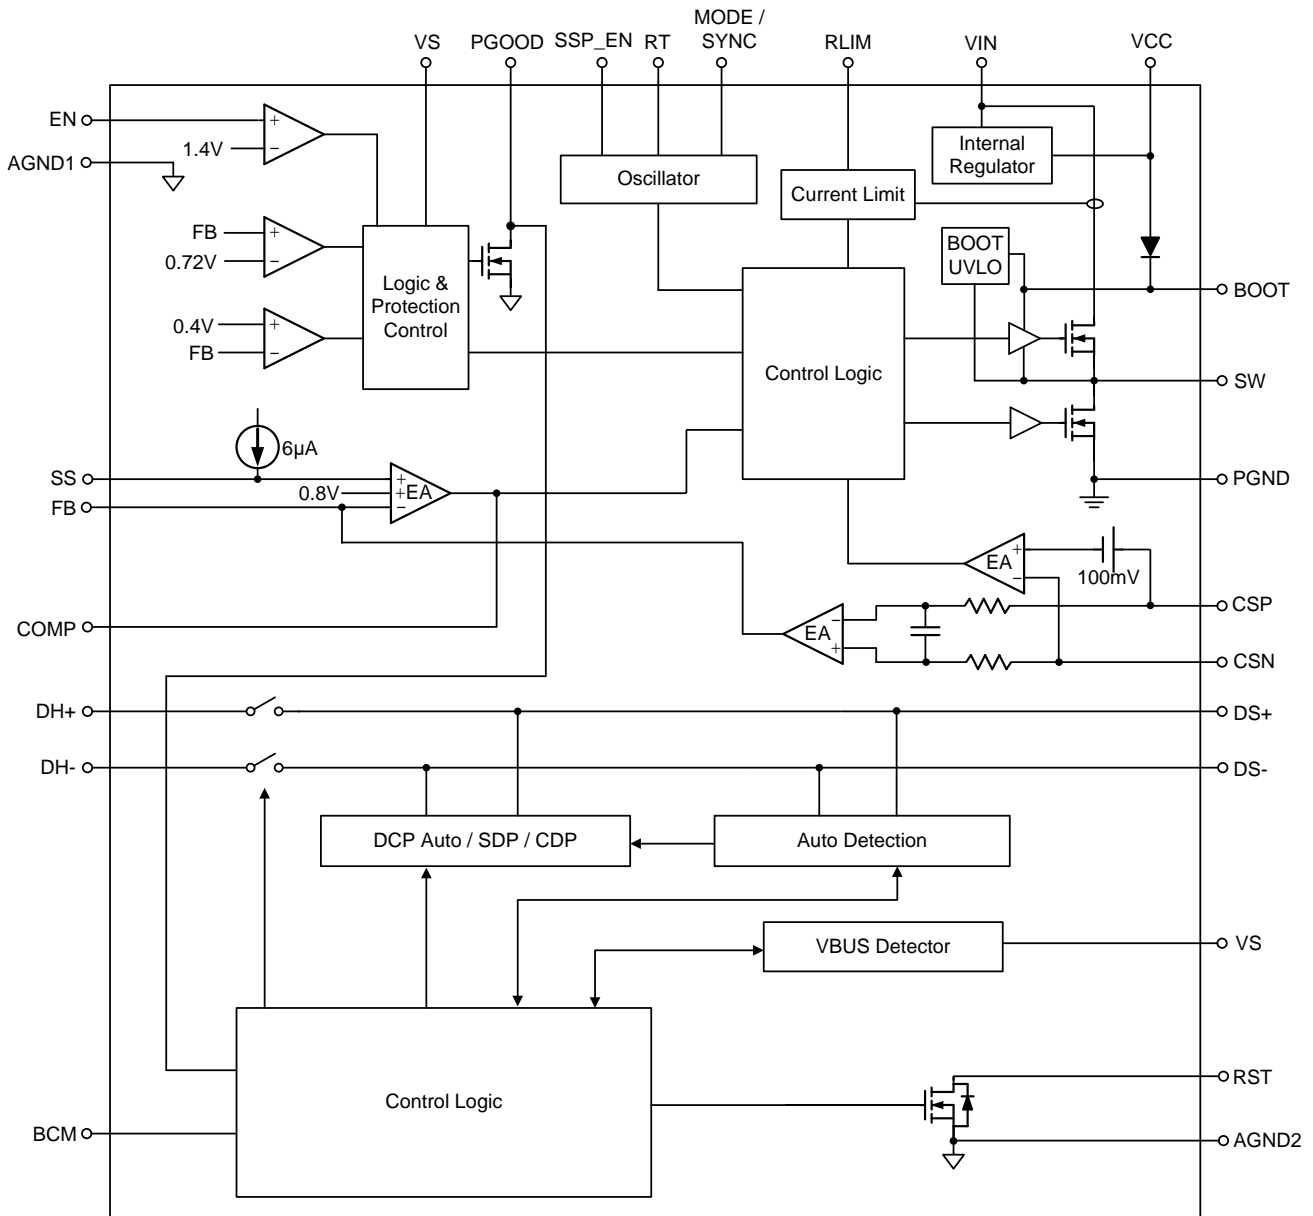 MODE /
VS PGOOD SSP_EN RT SYNC RLIM VIN VCC
EN
+
1.4V
−
AGND1
Internal
Regulator
Oscillator
Current Limit
FB
+
0.72V
−
BOOT
UVLO
Logic &
Protection
Control
BOOT
0.4V
+
FB
−
Control Logic
SW
6µA
SS
+
0.8V
+
EA
FB
−
PGND
EA
+
−
100mV
CSP
COMP
EA
−
+
CSN
DH+
DS+
DH-
DS-
DCP Auto / SDP / CDP
Auto Detection
VBUS Detector
VS
RST
Control Logic
BCM
AGND2